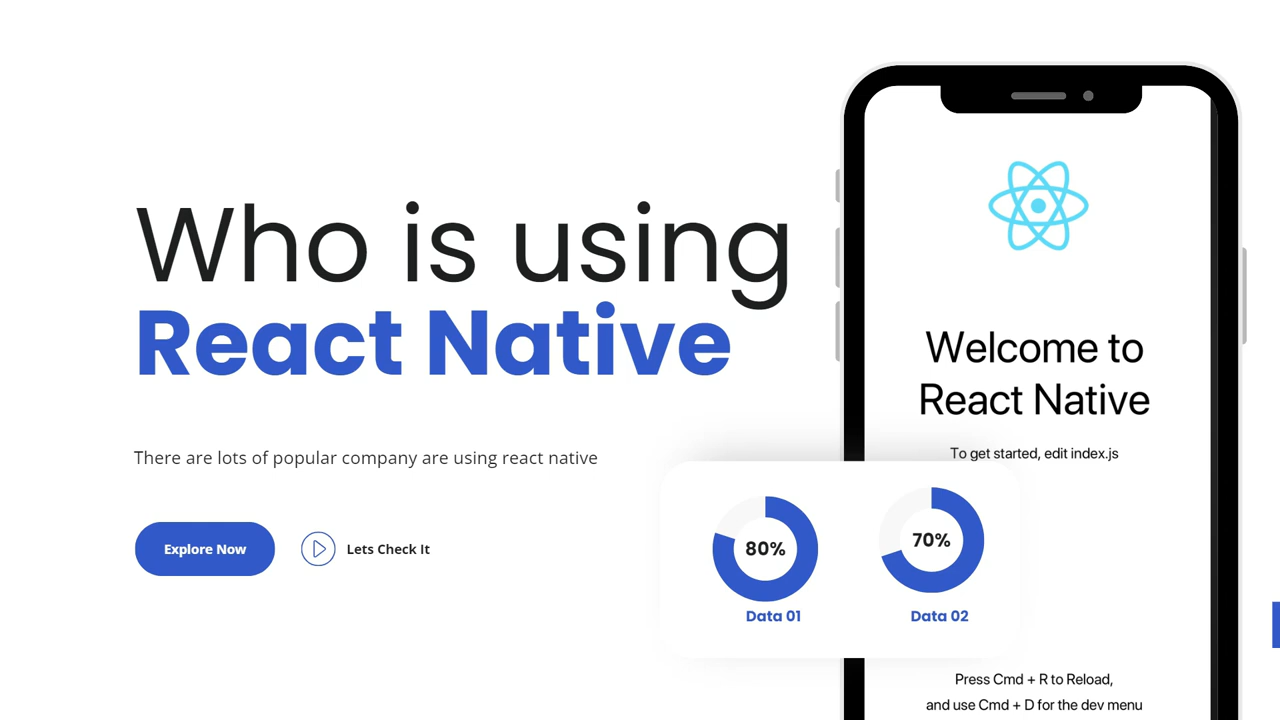 Who is using
React Native
There are lots of popular company are using react native
Explore Now
Lets Check It
Welcome to
React Native
To get started, edit index.js
80%
70%
Data 01
Data 02
Press Cmd + R to Reload,
and use Cmd + D for the dev menu